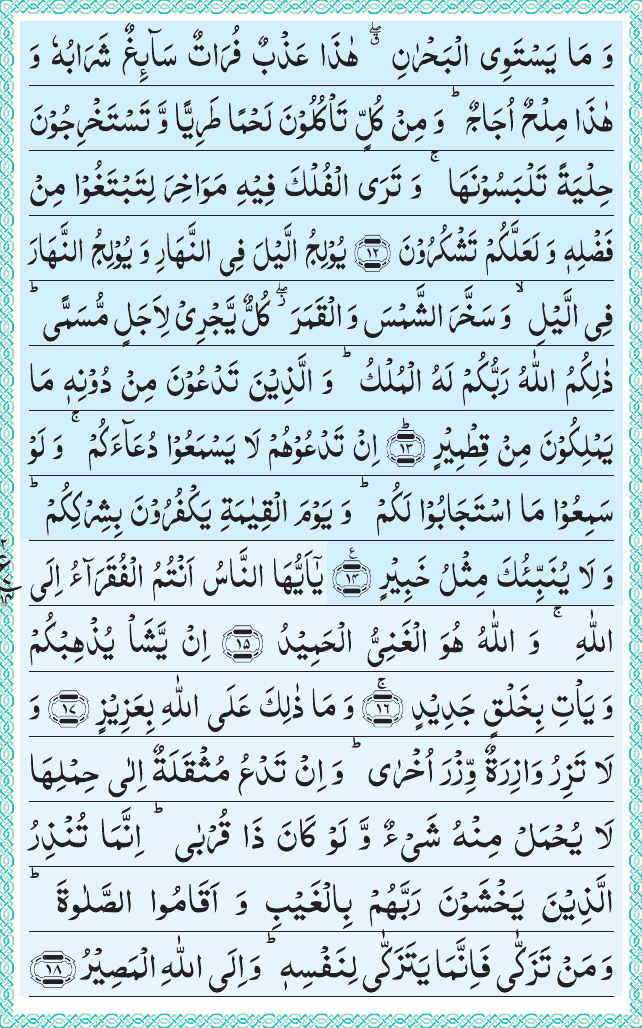 وَ مَا یَسْتَوِی الْبَحْرٰنِ ۖۗ هٰذَا عَذْبٌ فُرَاتٌ سَآىِٕغٌ شَرَابُهٗ وَ
هٰذَا مِلْحٌ اُجَاجٌ ؕ وَ مِنْ كُلٍّ تَاْكُلُوْنَ لَحْمًا طَرِیًّا وَّ تَسْتَخْرِجُوْنَ
حِلْیَةً تَلْبَسُوْنَهَا ۚ وَ تَرَی الْفُلْكَ فِیْهِ مَوَاخِرَ لِتَبْتَغُوْا مِنْ
فَضْلِهٖ وَ لَعَلَّكُمْ تَشْكُرُوْنَ ﴿۱۲﴾ یُوْلِجُ الَّیْلَ فِی النَّهَارِ وَ یُوْلِجُ النَّهَارَ
فِی الَّیْلِ ۙ وَ سَخَّرَ الشَّمْسَ وَ الْقَمَرَ ۖؗ كُلٌّ یَّجْرِیْ لِاَجَلٍ مُّسَمًّی ؕ
ذٰلِكُمُ اللّٰهُ رَبُّكُمْ لَهُ الْمُلْكُ ؕ وَ الَّذِیْنَ تَدْعُوْنَ مِنْ دُوْنِهٖ مَا
یَمْلِكُوْنَ مِنْ قِطْمِیْرٍ ﴿ؕ۱۳﴾ اِنْ تَدْعُوْهُمْ لَا یَسْمَعُوْا دُعَآءَكُمْ ۚ وَ لَوْ
سَمِعُوْا مَا اسْتَجَابُوْا لَكُمْ ؕ وَ یَوْمَ الْقِیٰمَةِ یَكْفُرُوْنَ بِشِرْكِكُمْ ؕ
وَ لَا یُنَبِّئُكَ مِثْلُ خَبِیْرٍ ﴿۱۴﴾ ع یٰۤاَیُّهَا النَّاسُ اَنْتُمُ الْفُقَرَآءُ اِلَی
اللّٰهِ ۚ وَ اللّٰهُ هُوَ الْغَنِیُّ الْحَمِیْدُ ﴿۱۵﴾ اِنْ یَّشَاْ یُذْهِبْكُمْ
وَ یَاْتِ بِخَلْقٍ جَدِیْدٍ ﴿ۚ۱۶﴾ وَ مَا ذٰلِكَ عَلَی اللّٰهِ بِعَزِیْزٍ ﴿۱۷﴾ وَ
لَا تَزِرُ وَازِرَةٌ وِّزْرَ اُخْرٰی ؕ وَ اِنْ تَدْعُ مُثْقَلَةٌ اِلٰی حِمْلِهَا
لَا یُحْمَلْ مِنْهُ شَیْءٌ وَّ لَوْ كَانَ ذَا قُرْبٰی ؕ اِنَّمَا تُنْذِرُ
الَّذِیْنَ یَخْشَوْنَ رَبَّهُمْ بِالْغَیْبِ وَ اَقَامُوا الصَّلٰوةَ ؕ
وَ مَنْ تَزَكّٰی فَاِنَّمَا یَتَزَكّٰی لِنَفْسِهٖ ؕ وَ اِلَی اللّٰهِ الْمَصِیْرُ ﴿۱۸﴾